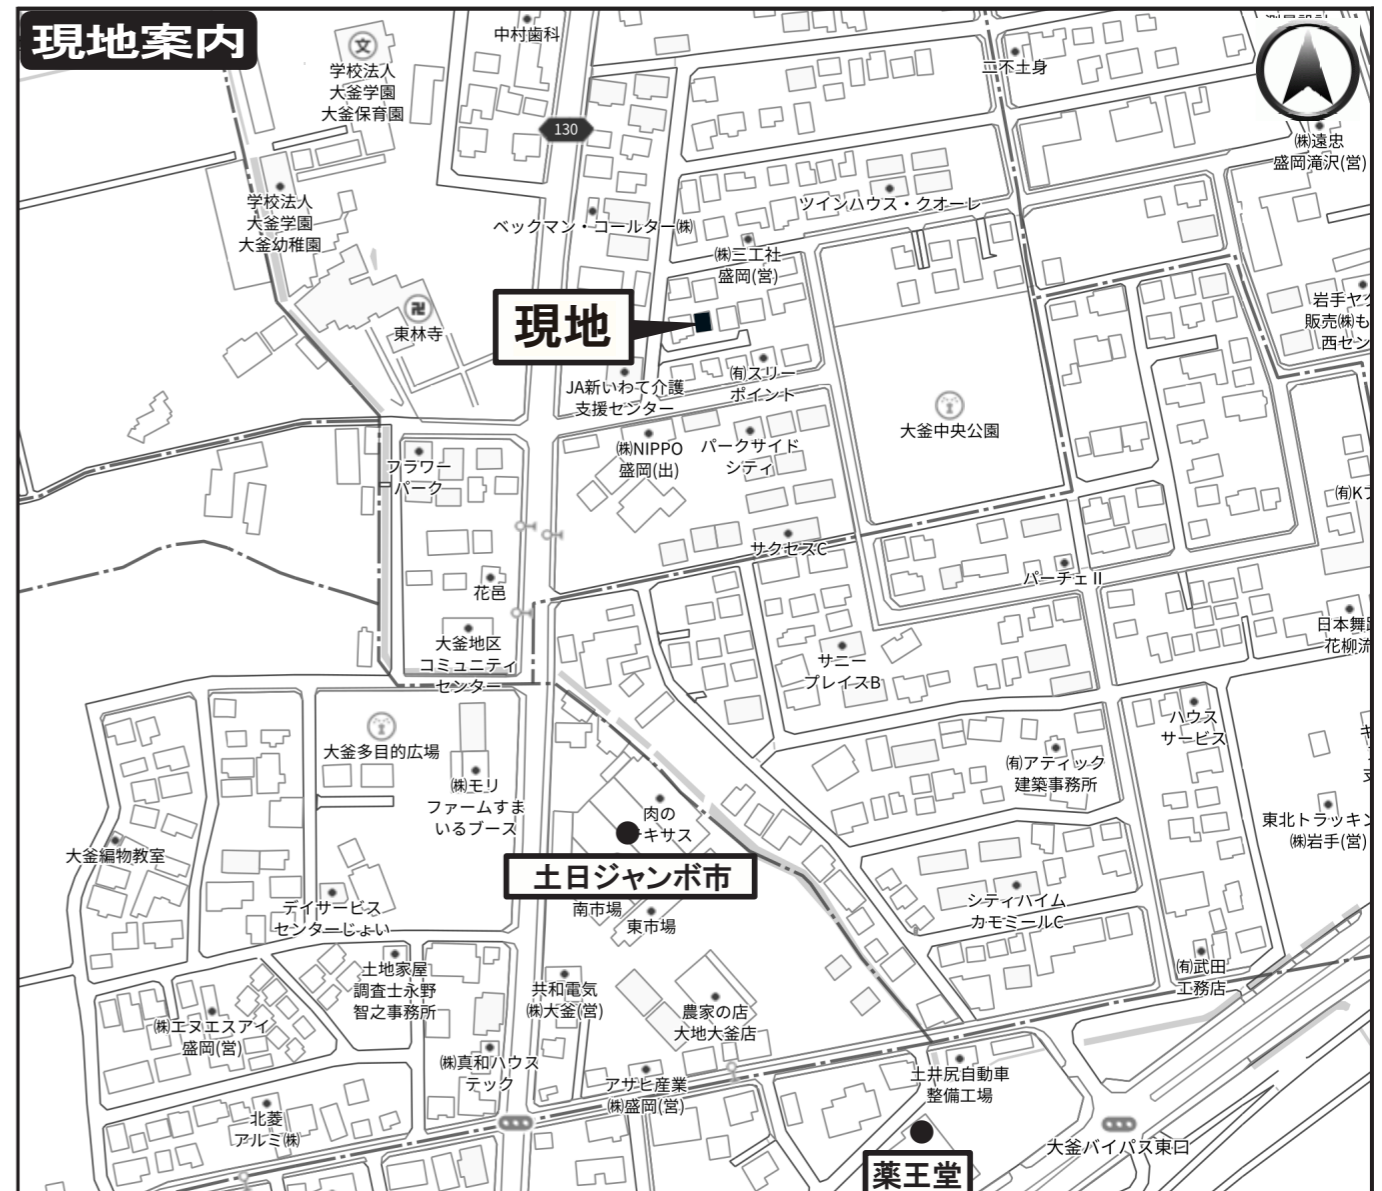 現地案内
中村歯科
学校法人
大釜学園
大釜保育園
130
二不土身
㈱遠忠
盛岡滝沢(営)
学校法人
大釜学園
大釜幼稚園
ベックマン・コールター㈱
ツインハウス・クオーレ
㈱三工社
盛岡(営)
現地
東林寺
岩手ヤク
販売㈱も
西セン
JA新いわて介護
支援センター
㈲スリー
ポイント
大釜中央公園
フラワー
パーク
㈱NIPPO
盛岡(出)
パークサイド
シティ
㈲Kフ
サクセスC
パーチェⅡ
花邑
大釜地区
コミュニティ
センター
サニー
プレイスB
日本舞踊
花柳流
大釜多目的広場
ハウス
サービス
㈱モリ
ファームすま
いるブース
㈲アティック
建築事務所
肉の
キサス
東北トラッキン
㈱岩手(営)
大釜編物教室
土日ジャンボ市
南市場
東市場
デイサービス
センターじょい
シティハイム
カモミールC
土地家屋
調査士永野
智之事務所
㈲武田
工務店
共和電気
㈱大釜(営)
農家の店
大地大釜店
㈱エヌエスアイ
盛岡(営)
㈱真和ハウス
テック
アサヒ産業
㈱盛岡(営)
土井尻自動車
整備工場
北菱
アルミ㈱
大釜バイパス東口
薬王堂